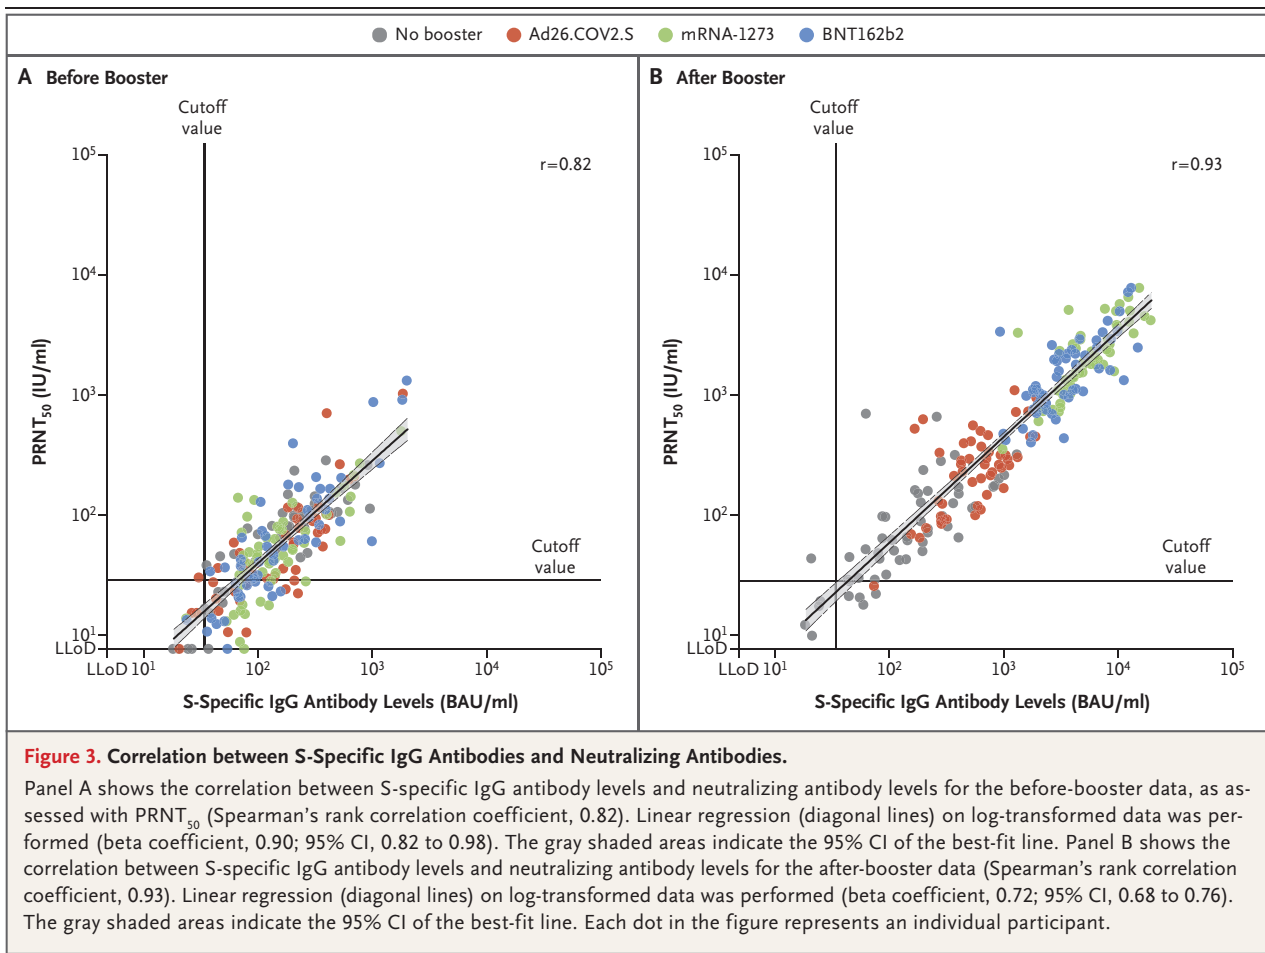 No booster Ad26.COV2.S mRNA-1273 BNT162b2
A Before Booster
Cutoff
value
r=0.82
10⁵
10⁴
10³
10²
10¹
LLoD
PRNT₅₀ (IU/ml)
Cutoff
value
LLoD 10¹ 10² 10³ 10⁴ 10⁵
S-Specific IgG Antibody Levels (BAU/ml)
B After Booster
Cutoff
value
r=0.93
10⁵
10⁴
10³
10²
10¹
LLoD
PRNT₅₀ (IU/ml)
Cutoff
value
LLoD 10¹ 10² 10³ 10⁴ 10⁵
S-Specific IgG Antibody Levels (BAU/ml)
Figure 3. Correlation between S-Specific IgG Antibodies and Neutralizing Antibodies.
Panel A shows the correlation between S-specific IgG antibody levels and neutralizing antibody levels for the before-booster data, as as-
sessed with PRNT₅₀ (Spearman's rank correlation coefficient, 0.82). Linear regression (diagonal lines) on log-transformed data was per-
formed (beta coefficient, 0.90; 95% CI, 0.82 to 0.98). The gray shaded areas indicate the 95% CI of the best-fit line. Panel B shows the
correlation between S-specific IgG antibody levels and neutralizing antibody levels for the after-booster data (Spearman's rank correlation
coefficient, 0.93). Linear regression (diagonal lines) on log-transformed data was performed (beta coefficient, 0.72; 95% CI, 0.68 to 0.76).
The gray shaded areas indicate the 95% CI of the best-fit line. Each dot in the figure represents an individual participant.